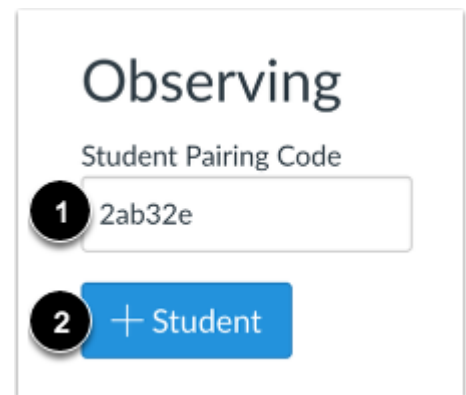 Observing
Student Pairing Code
1 2ab32e
2 + Student